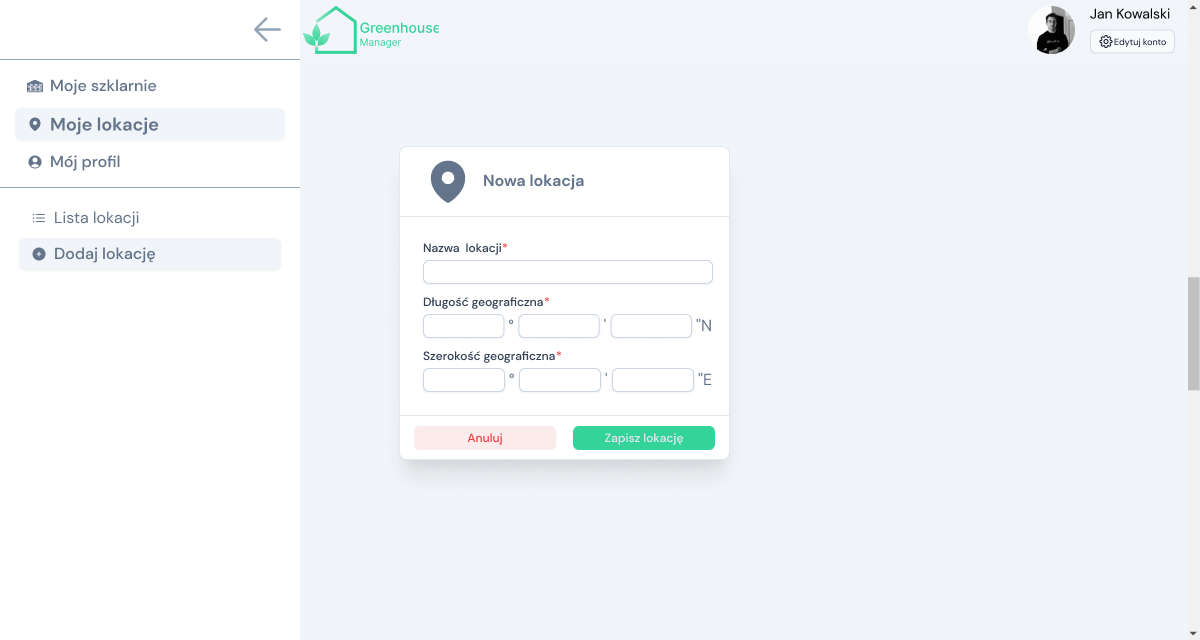 Greenhouse
Manager
Jan Kowalski
Edytuj konto
Moje szklarnie
Moje lokacje
Mój profil
Lista lokacji
Dodaj lokację
Nowa lokacja
Nazwa lokacji*
Długość geograficzna*
° ' "N
Szerokość geograficzna*
° ' "E
Anuluj
Zapisz lokację